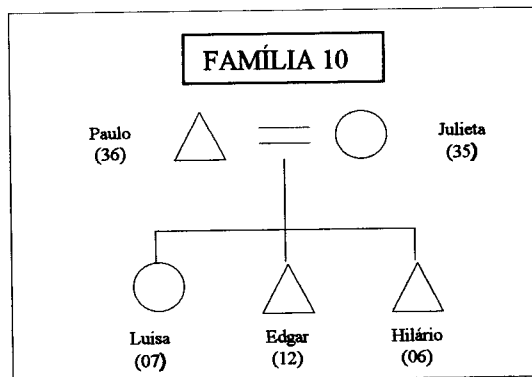 FAMÍLIA 10
Paulo
(36)
Julieta
(35)
Luisa
(07)
Edgar
(12)
Hilário
(06)